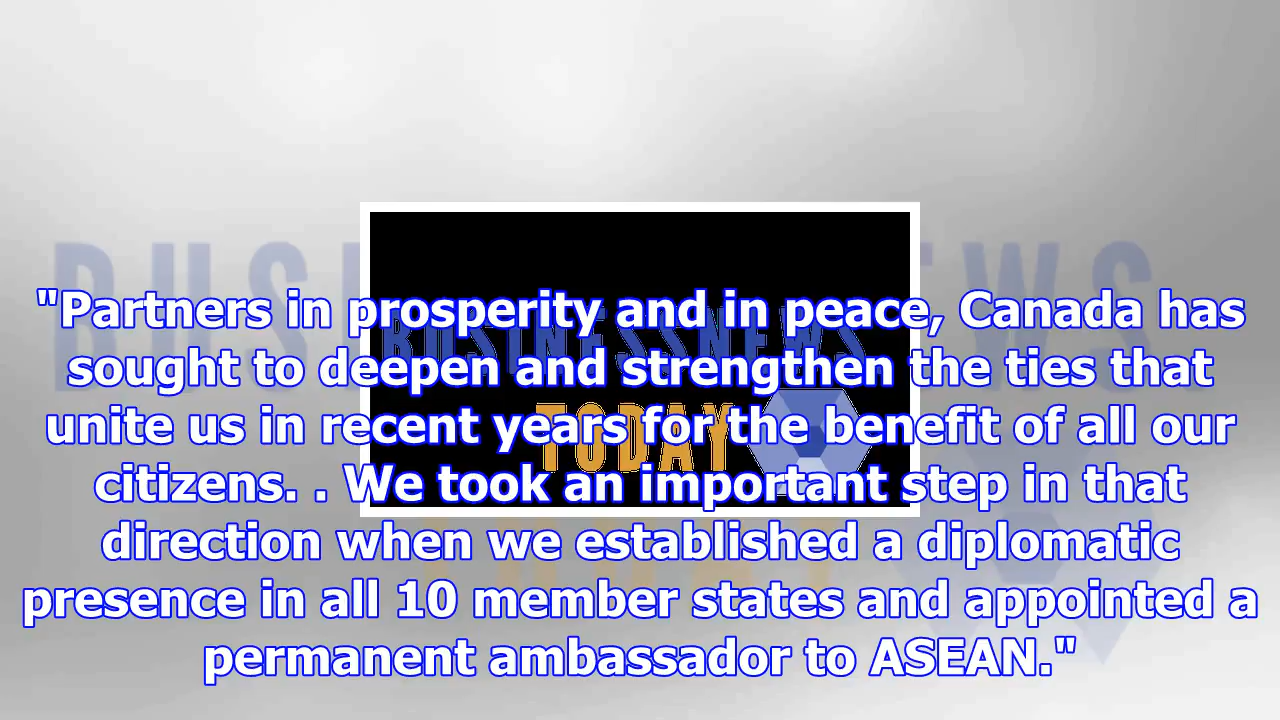 "Partners in prosperity and in peace, Canada has
sought to deepen and strengthen the ties that
unite us in recent years for the benefit of all our
citizens. . We took an important step in that
direction when we established a diplomatic
presence in all 10 member states and appointed a
permanent ambassador to ASEAN."
BUSINESSNEWS
TODAY